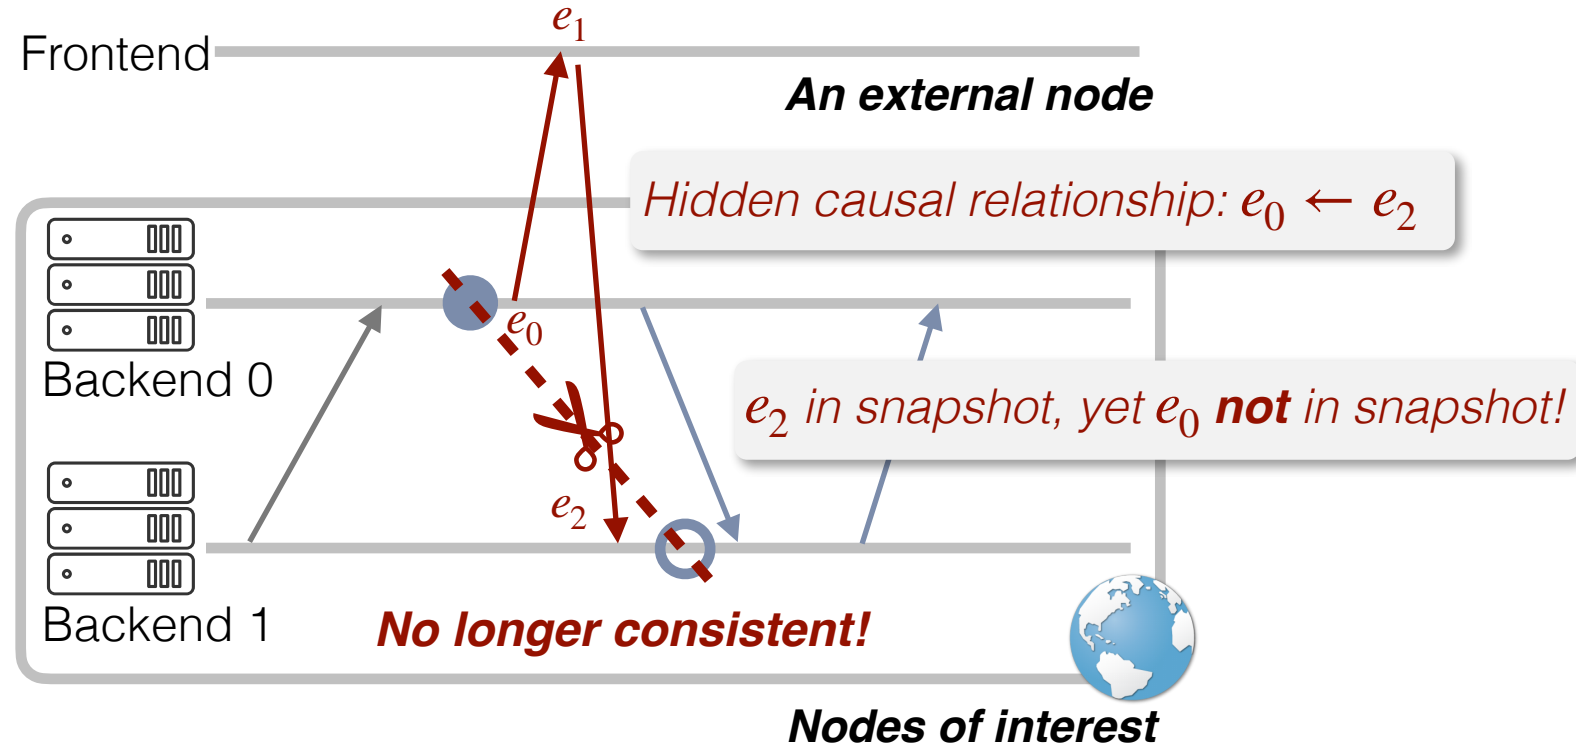 e₁
Frontend
An external node
Hidden causal relationship: e₀ ← e₂
e₀
Backend 0
e₂ in snapshot, yet e₀ not in snapshot!
e₂
Backend 1
No longer consistent!
Nodes of interest